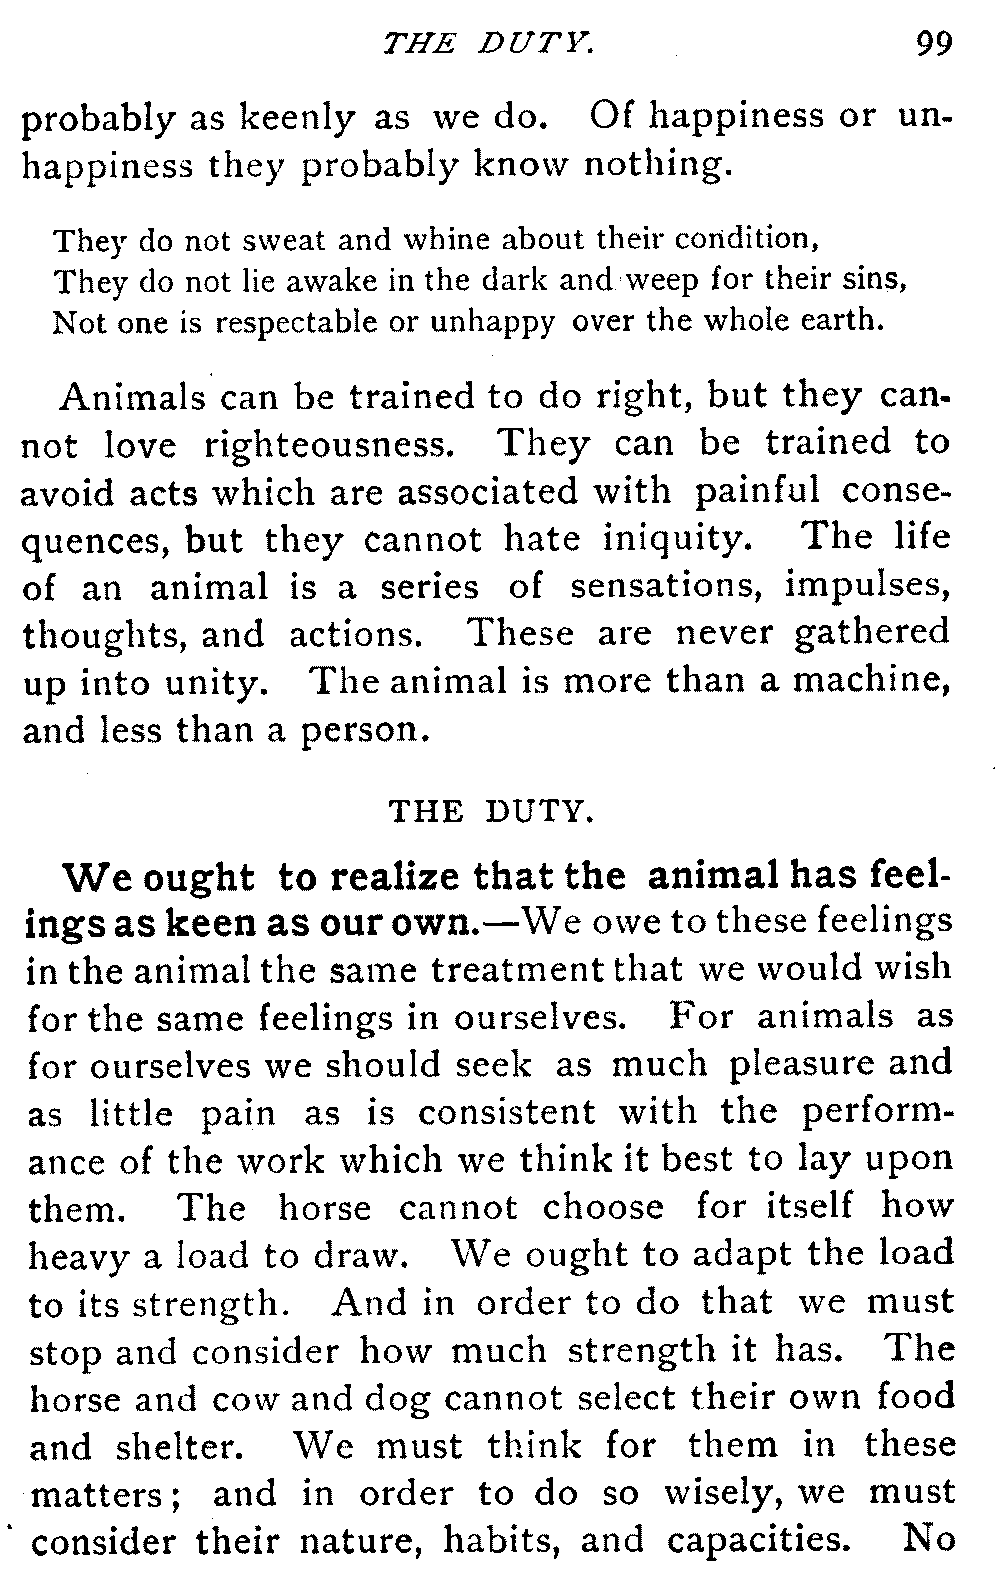 THE DUTY. 99
probably as keenly as we do. Of happiness or un-
happiness they probably know nothing.
They do not sweat and whine about their condition,
They do not lie awake in the dark and weep for their sins,
Not one is respectable or unhappy over the whole earth.
Animals can be trained to do right, but they can-
not love righteousness. They can be trained to
avoid acts which are associated with painful conse-
quences, but they cannot hate iniquity. The life
of an animal is a series of sensations, impulses,
thoughts, and actions. These are never gathered
up into unity. The animal is more than a machine,
and less than a person.
THE DUTY.
We ought to realize that the animal has feel-
ings as keen as our own.—We owe to these feelings
in the animal the same treatment that we would wish
for the same feelings in ourselves. For animals as
for ourselves we should seek as much pleasure and
as little pain as is consistent with the perform-
ance of the work which we think it best to lay upon
them. The horse cannot choose for itself how
heavy a load to draw. We ought to adapt the load
to its strength. And in order to do that we must
stop and consider how much strength it has. The
horse and cow and dog cannot select their own food
and shelter. We must think for them in these
matters; and in order to do so wisely, we must
consider their nature, habits, and capacities. No